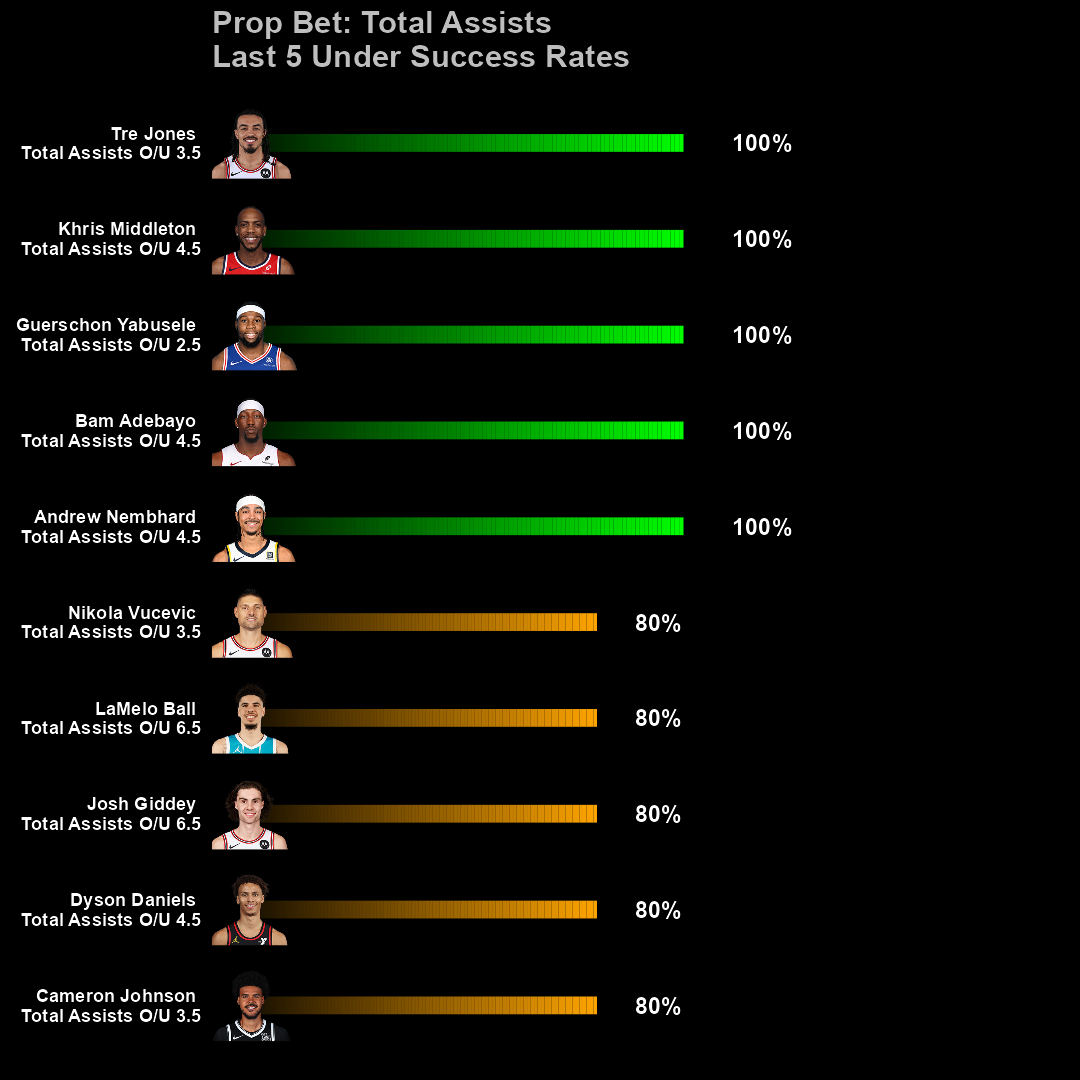 Prop Bet: Total Assists
Last 5 Under Success Rates
Tre Jones
Total Assists O/U 3.5
100%
Khris Middleton
Total Assists O/U 4.5
100%
Guerschon Yabusele
Total Assists O/U 2.5
100%
Bam Adebayo
Total Assists O/U 4.5
100%
Andrew Nembhard
Total Assists O/U 4.5
100%
Nikola Vucevic
Total Assists O/U 3.5
80%
LaMelo Ball
Total Assists O/U 6.5
80%
Josh Giddey
Total Assists O/U 6.5
80%
Dyson Daniels
Total Assists O/U 4.5
80%
Cameron Johnson
Total Assists O/U 3.5
80%